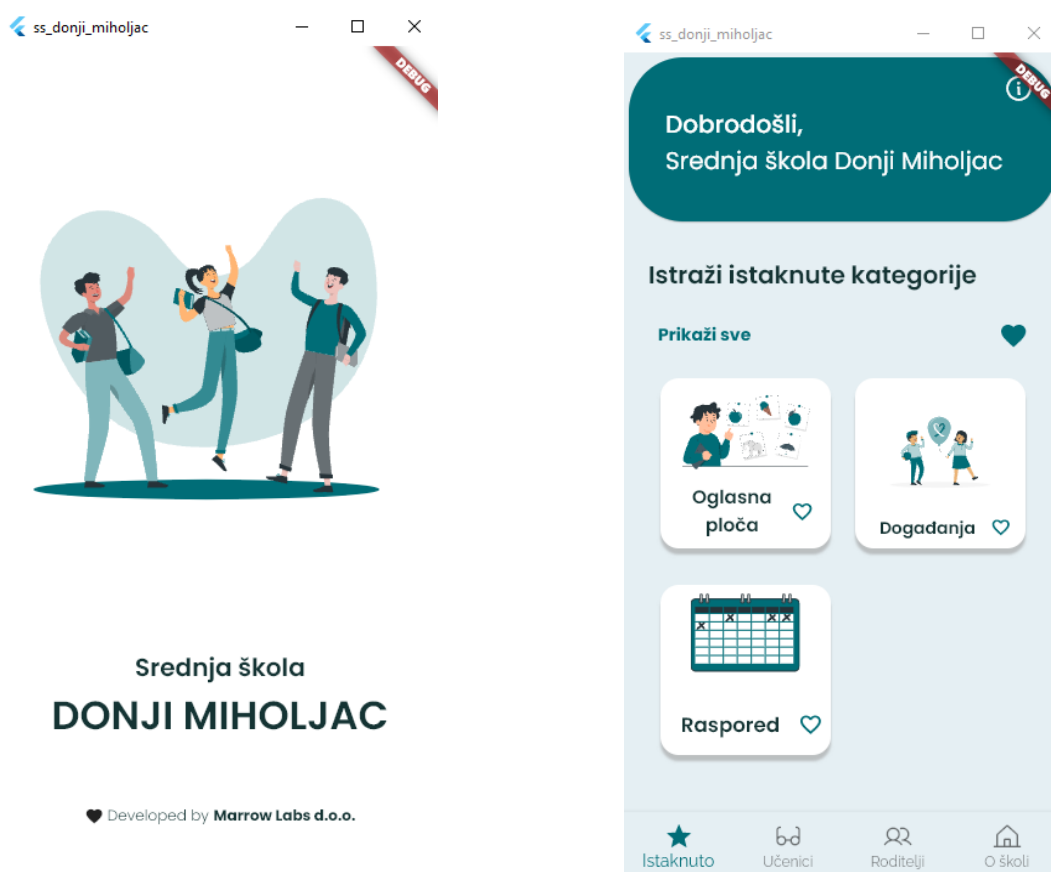 ss_donji_miholjac
DEBUG
Srednja škola
DONJI MIHOLJAC
Developed by Marrow Labs d.o.o.
ss_donji_miholjac
DEBUG
Dobrodošli,
Srednja škola Donji Miholjac
Istraži istaknute kategorije
Prikaži sve
Oglasna
ploča
Događanja
Raspored
Istaknuto
Učenici
Roditelji
O školi